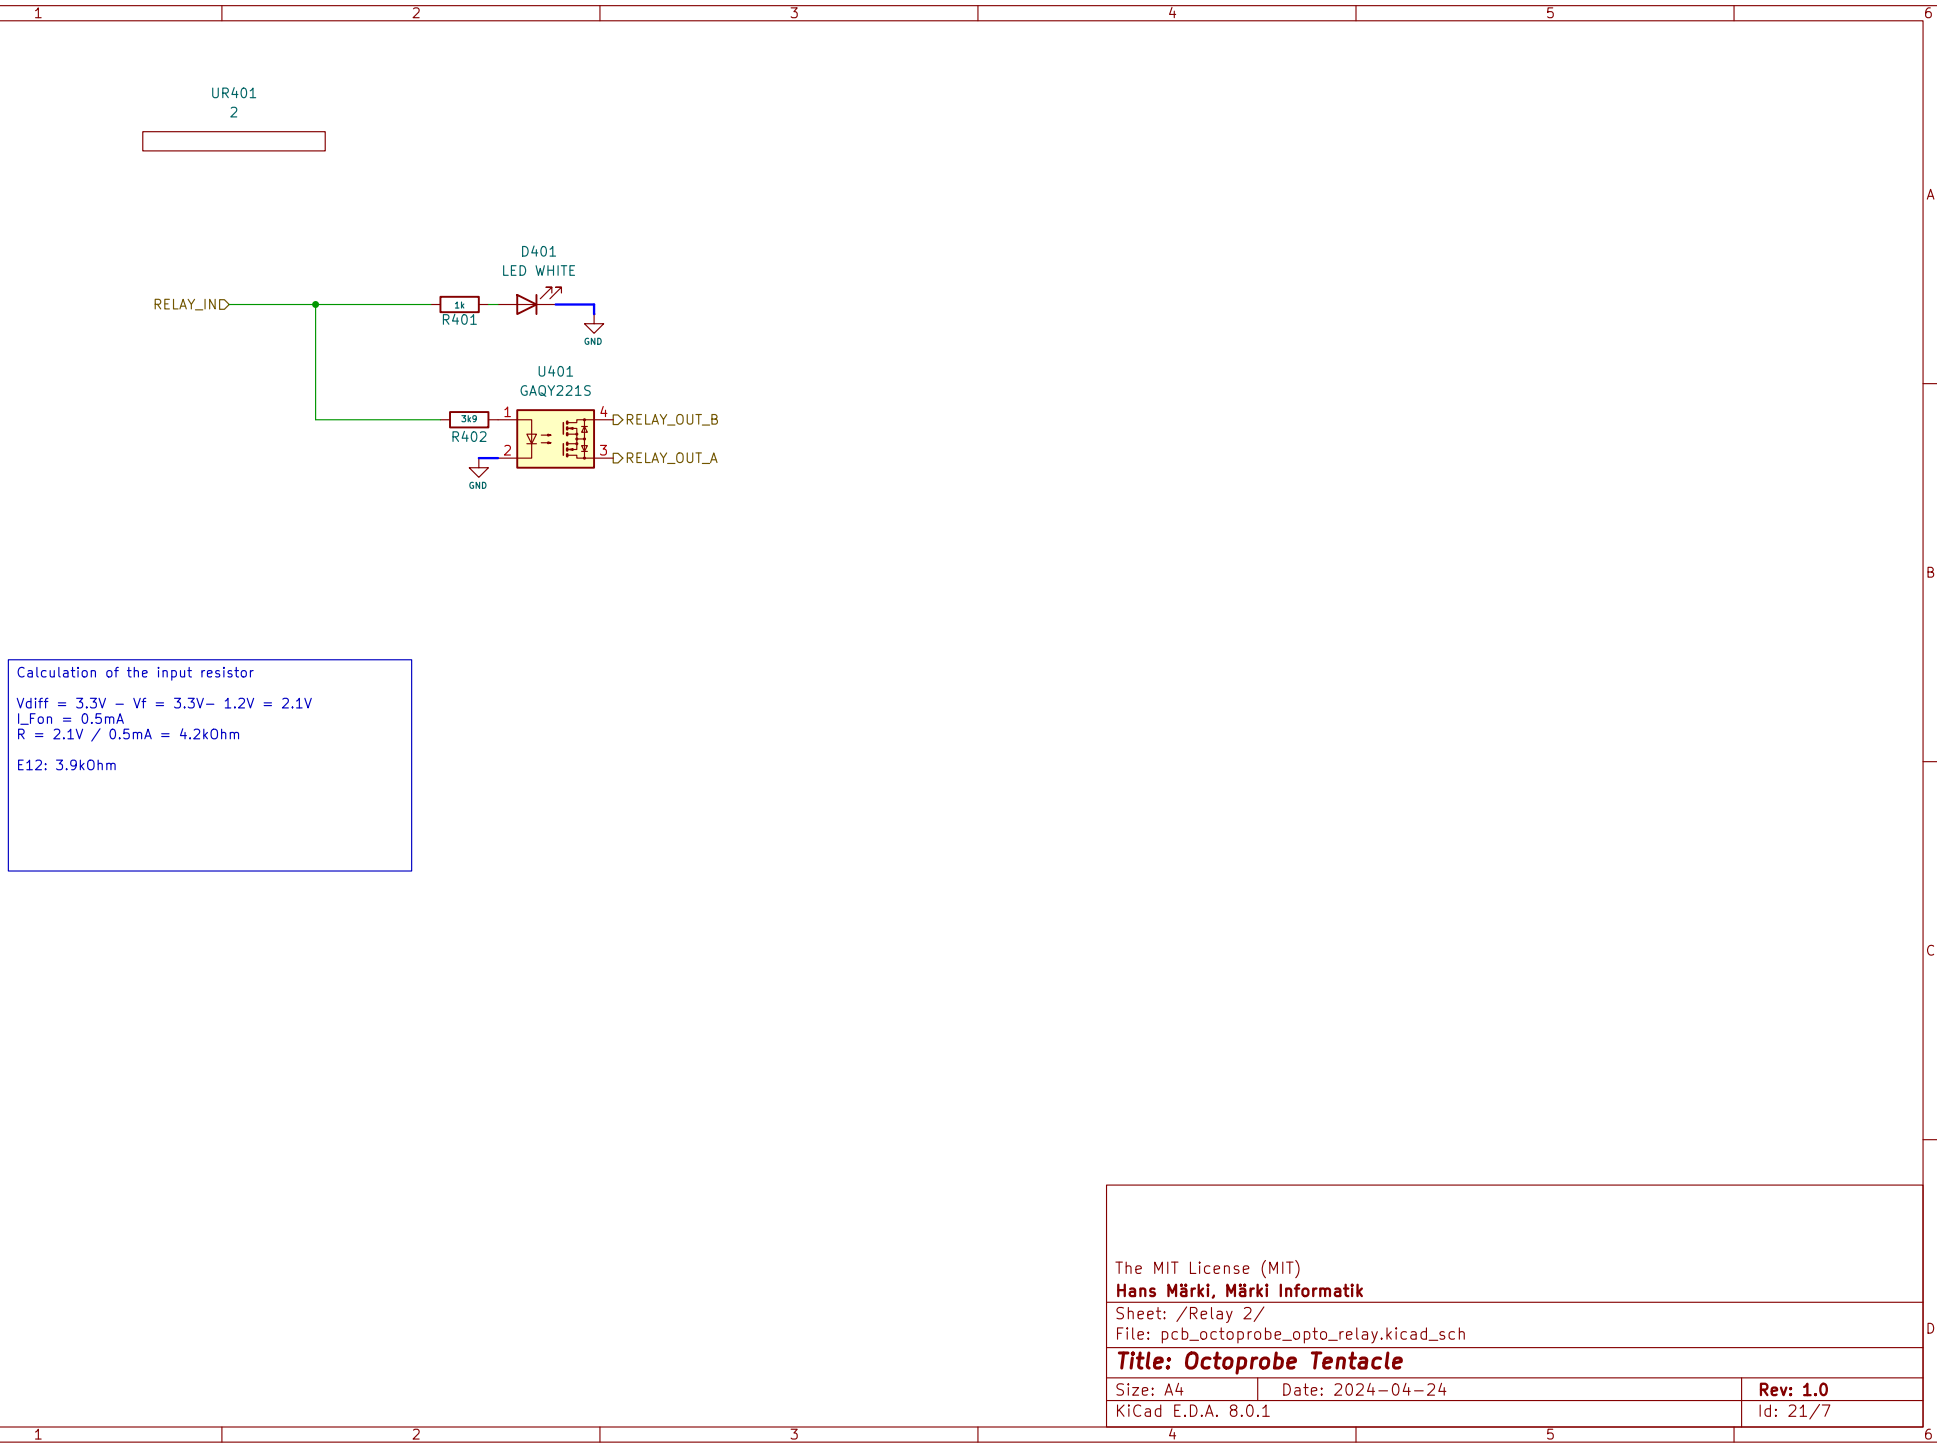 1 2 3 4 5 6
UR401
2
A
D401
LED WHITE
RELAY_IN
1k
R401
GND
U401
GAQY221S
1
4
RELAY_OUT_B
3k9
R402
2
3
RELAY_OUT_A
GND
B
Calculation of the input resistor
Vdiff = 3.3V - Vf = 3.3V- 1.2V = 2.1V
I_Fon = 0.5mA
R = 2.1V / 0.5mA = 4.2kOhm
E12: 3.9kOhm
C
The MIT License (MIT)
Hans Märki, Märki Informatik
Sheet: /Relay 2/
File: pcb_octoprobe_opto_relay.kicad_sch
D
Title: Octoprobe Tentacle
Size: A4 Date: 2024-04-24 Rev: 1.0
KiCad E.D.A. 8.0.1 Id: 21/7
1 2 3 4 5 6